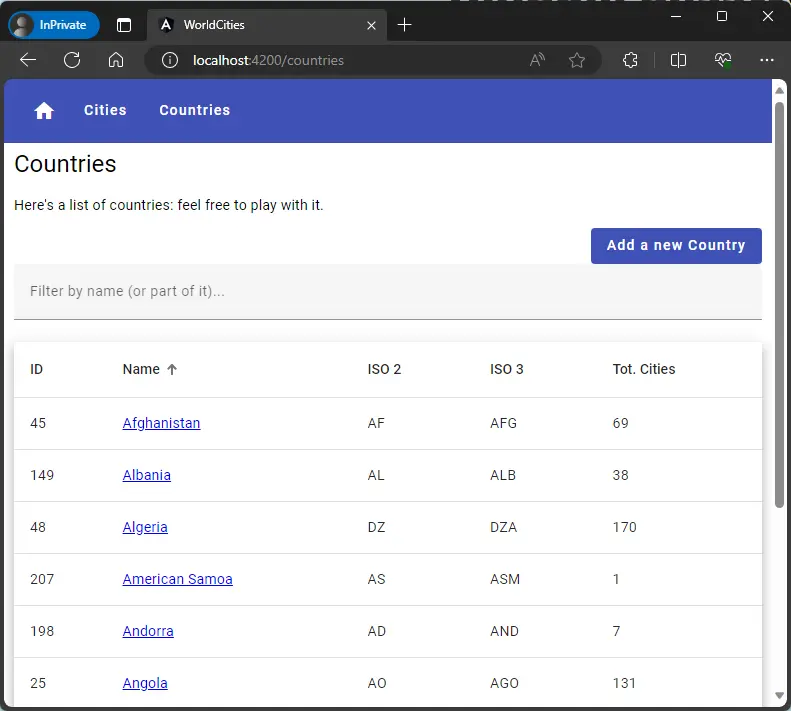 InPrivate
WorldCities
localhost:4200/countries
Cities Countries
Countries
Here's a list of countries: feel free to play with it.
Add a new Country
Filter by name (or part of it)...
ID Name ISO 2 ISO 3 Tot. Cities
45 Afghanistan AF AFG 69
149 Albania AL ALB 38
48 Algeria DZ DZA 170
207 American Samoa AS ASM 1
198 Andorra AD AND 7
25 Angola AO AGO 131